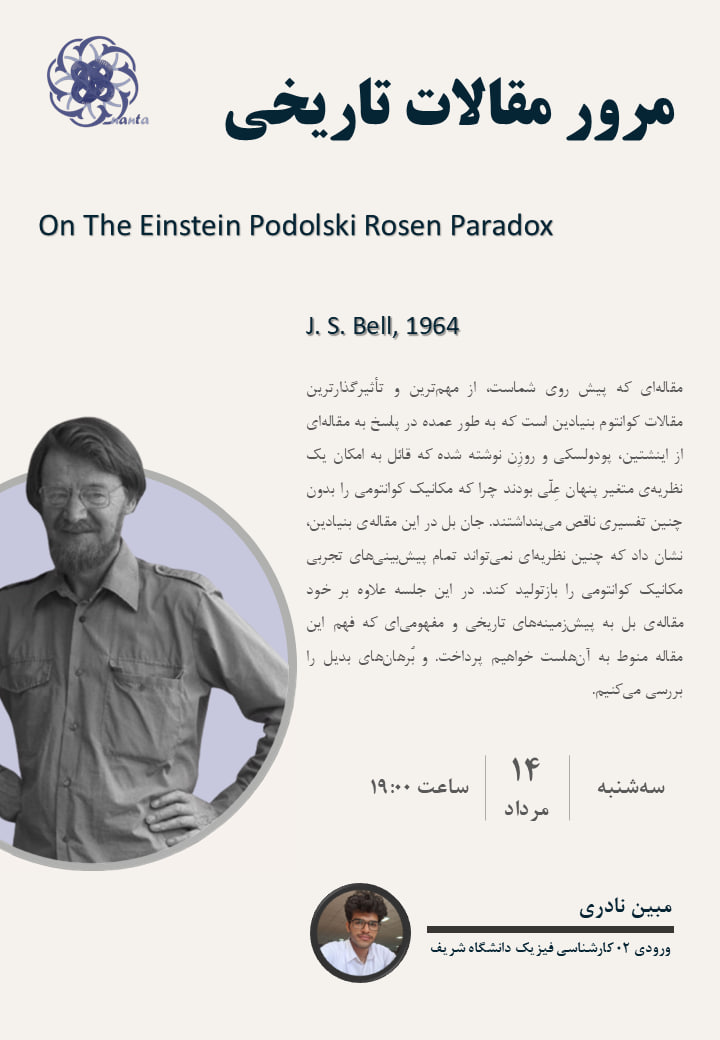 nanta
مرور مقالات تاریخی
On The Einstein Podolski Rosen Paradox
J. S. Bell, 1964
مقاله‌ای که پیش روی شماست، از مهم‌ترین و تأثیرگذارترین
مقالات کوانتوم بنیادین است که به طور عمده در پاسخ به مقاله‌ای
از اینشتین، پودولسکی و روزِن نوشته شده که قائل به امکان یک
نظریه‌ی متغیر پنهان عِلّی بودند چرا که مکانیک کوانتومی را بدون
چنین تفسیری ناقص می‌پنداشتند. جان بل در این مقاله‌ی بنیادین،
نشان داد که چنین نظریه‌ای نمی‌تواند تمام پیش‌بینی‌های تجربی
مکانیک کوانتومی را بازتولید کند. در این جلسه علاوه بر خود
مقاله‌ی بل به پیش‌زمینه‌های تاریخی و مفهومی‌ای که فهم این
مقاله منوط به آن‌هاست خواهیم پرداخت. و بُرهان‌های بدیل را
بررسی می‌کنیم.
سه‌شنبه
۱۴
مرداد
ساعت ۱۹:۰۰
مبین نادری
ورودی ۰۲ کارشناسی فیزیک دانشگاه شریف